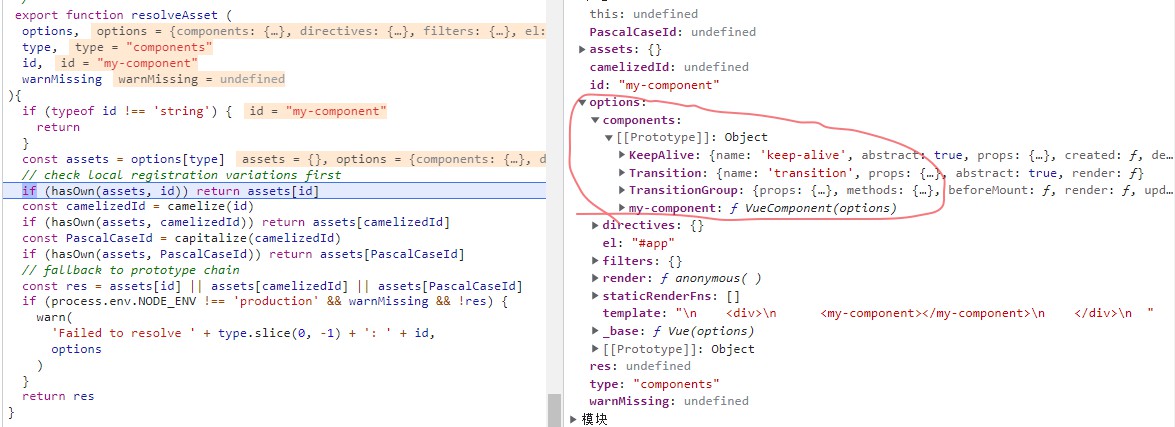 export function resolveAsset (
options, options = {components: {…}, directives: {…}, filters: {…}, el:
type, type = "components"
id, id = "my-component"
warnMissing warnMissing = undefined
){
if (typeof id !== 'string') { id = "my-component"
return
}
const assets = options[type] assets = {}, options = {components: {…}, d
// check local registration variations first
if (hasOwn(assets, id)) return assets[id]
const camelizedId = camelize(id)
if (hasOwn(assets, camelizedId)) return assets[camelizedId]
const PascalCaseId = capitalize(camelizedId)
if (hasOwn(assets, PascalCaseId)) return assets[PascalCaseId]
// fallback to prototype chain
const res = assets[id] || assets[camelizedId] || assets[PascalCaseId]
if (process.env.NODE_ENV !== 'production' && warnMissing && !res) {
warn(
'Failed to resolve ' + type.slice(0, -1) + ': ' + id,
options
)
}
return res
}
this: undefined
PascalCaseId: undefined
assets: {}
camelizedId: undefined
id: "my-component"
options:
components:
[[Prototype]]: Object
KeepAlive: {name: 'keep-alive', abstract: true, props: {…}, created: ƒ, de…
Transition: {name: 'transition', props: {…}, abstract: true, render: ƒ}
TransitionGroup: {props: {…}, methods: {…}, beforeMount: ƒ, render: ƒ, upd…
my-component: ƒ VueComponent(options)
directives: {}
el: "#app"
filters: {}
render: ƒ anonymous( )
staticRenderFns: []
template: "\n    <div>\n      <my-component></my-component>\n    </div>\n  "
_base: ƒ Vue(options)
[[Prototype]]: Object
res: undefined
type: "components"
warnMissing: undefined
模块